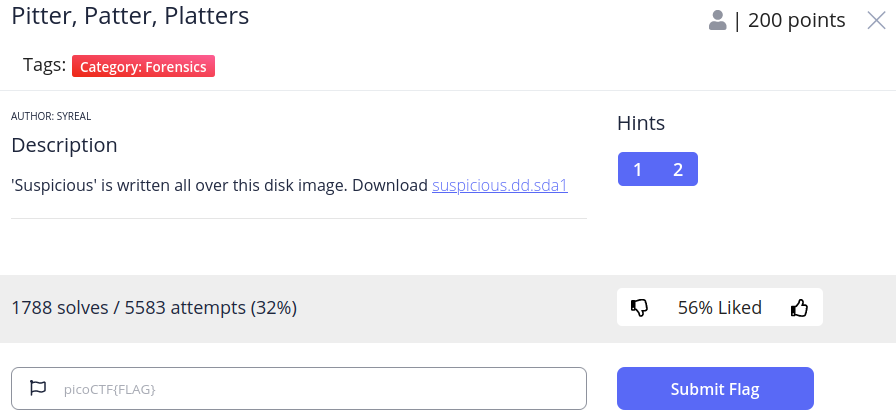 Pitter, Patter, Platters
| 200 points
Tags: Category: Forensics
AUTHOR: SYREAL
Description
Hints
'Suspicious' is written all over this disk image. Download suspicious.dd.sda1
1 2
1788 solves / 5583 attempts (32%)
56% Liked
picoCTF{FLAG}
Submit Flag